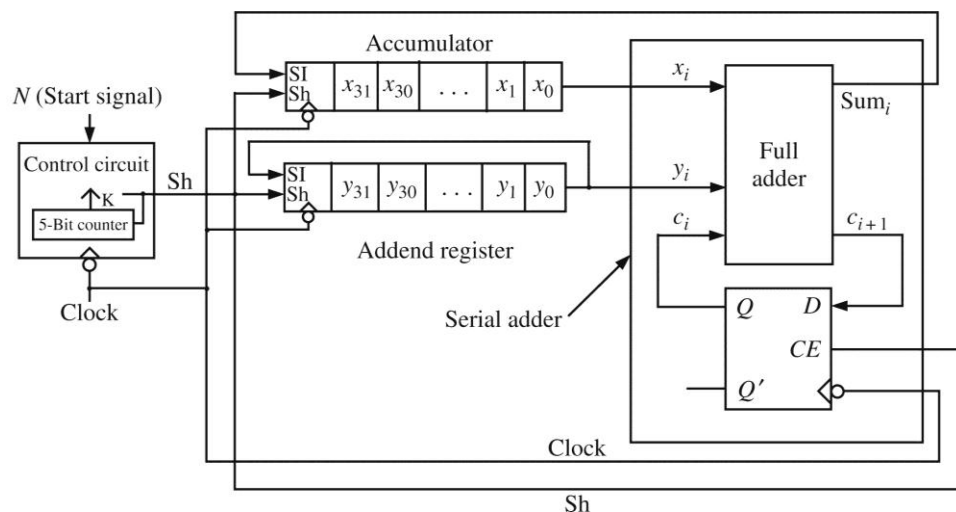 Accumulator
SI
Sh
x31 x30 . . . x1 x0
xi
Sumi
N (Start signal)
Control circuit
K
5-Bit counter
Sh
Clock
SI
Sh
y31 y30 . . . y1 y0
yi
Full
adder
ci
ci+1
Addend register
Serial adder
Q D
CE
Q′
Clock
Sh